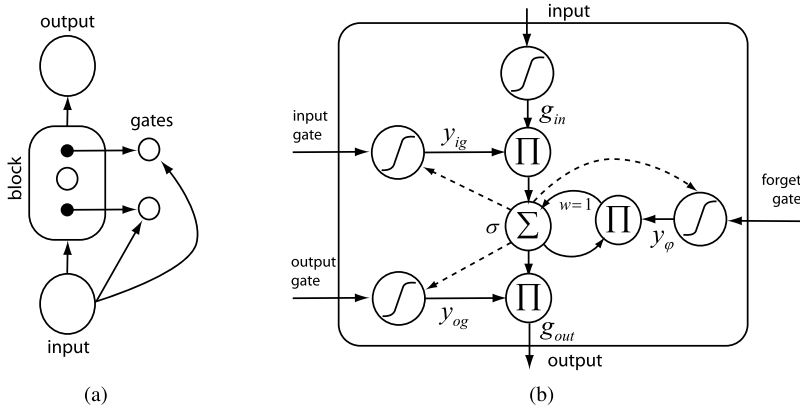 output
gates
block
input
(a)
input
g_in
input
gate
y_ig
∏
w=1
forget
gate
σ
∑
∏
y_φ
output
gate
y_og
∏
g_out
output
(b)